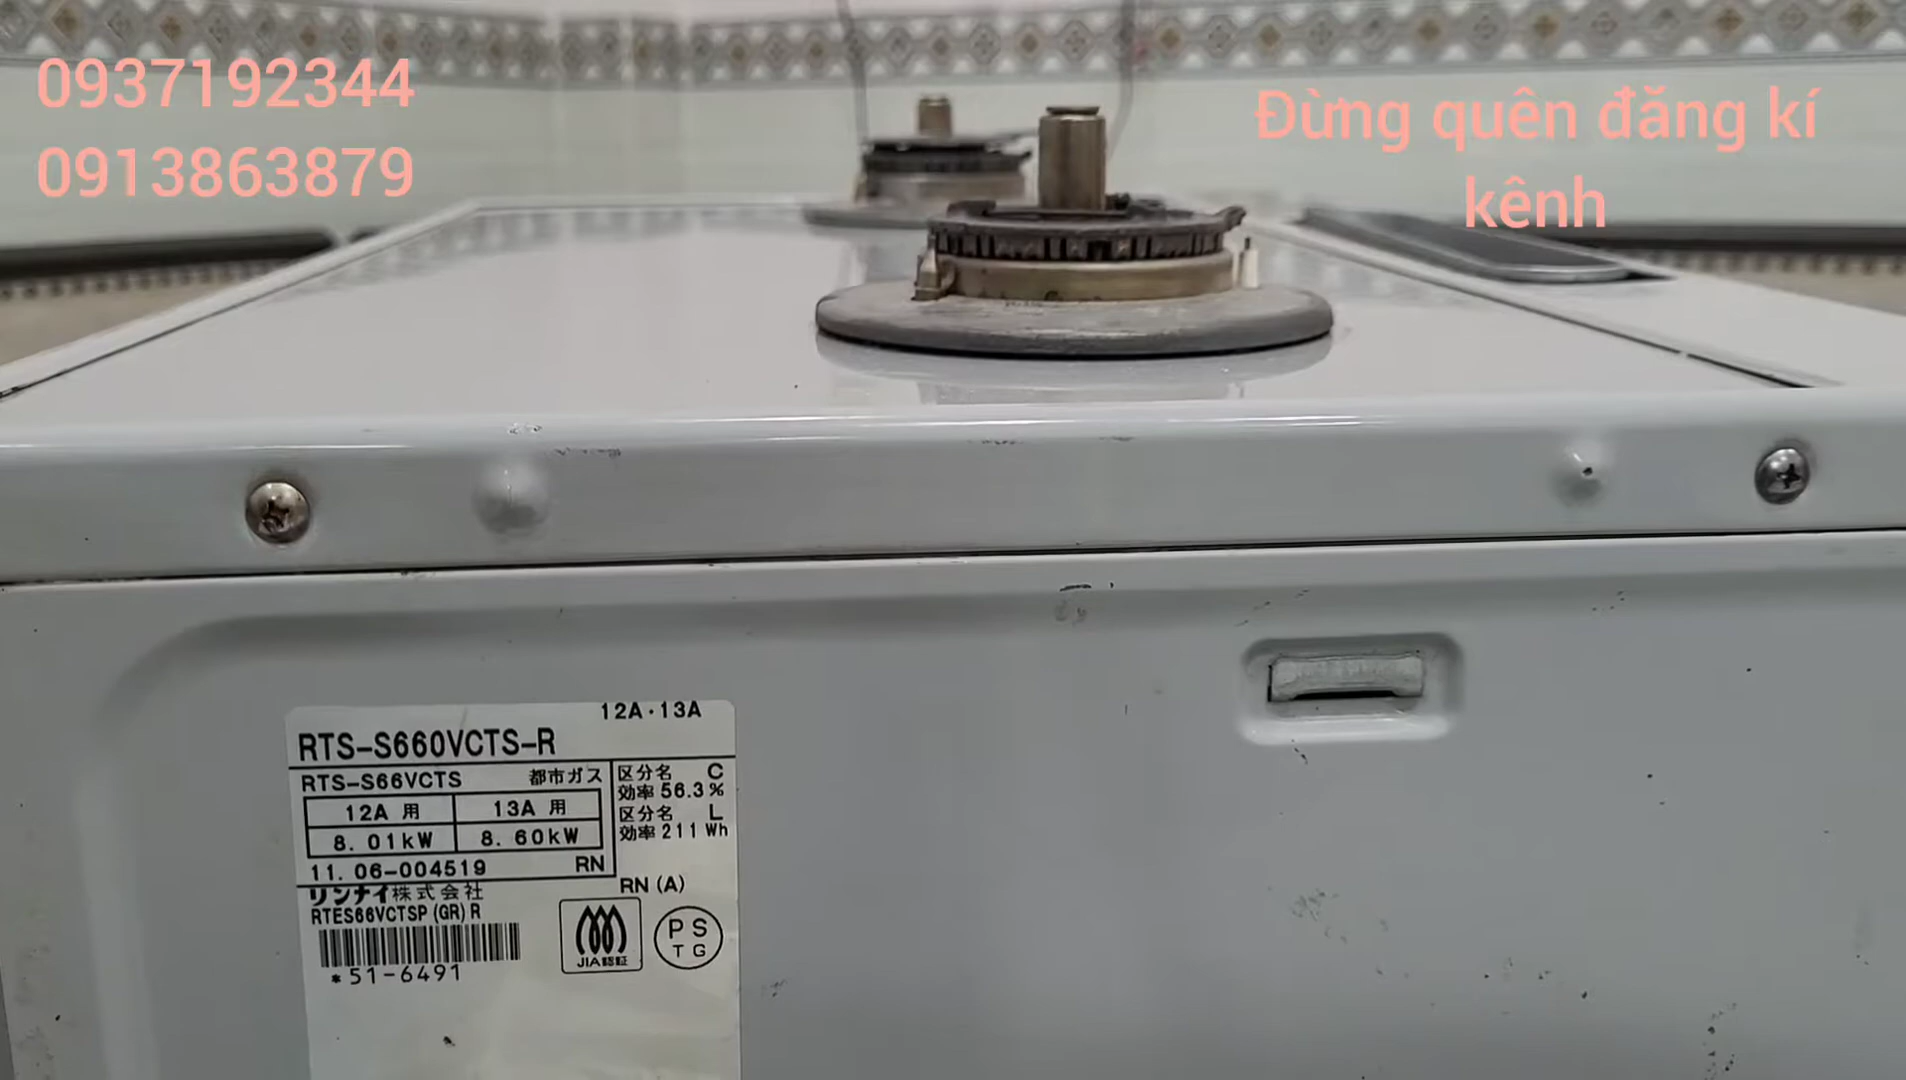 0937192344
0913863879
Đừng quên đăng kí
kênh
12A・13A
RTS-S660VCTS-R
RTS-S66VCTS 都市ガス
12A 用 13A 用
8. 01kW 8. 60kW
11. 06-004519 RN
区分名 C
効率 56.3%
区分名 L
効率 211 Wh
リンナイ株式会社
RN (A)
RTES66VCTSP (GR) R
*51-6491
JIA認証
PS
TG